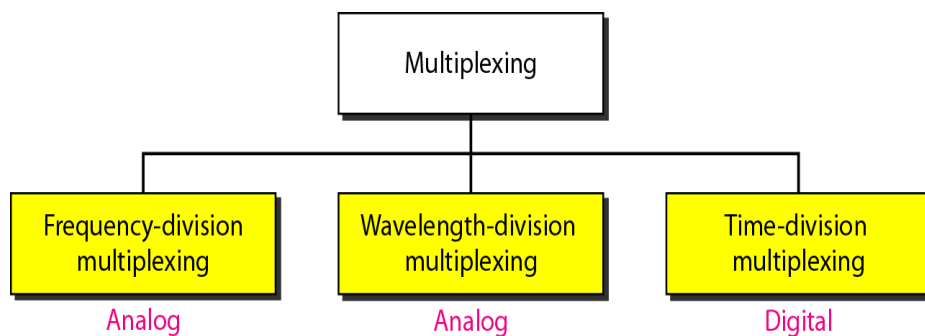 Multiplexing
Frequency-division
multiplexing
Wavelength-division
multiplexing
Time-division
multiplexing
Analog
Analog
Digital